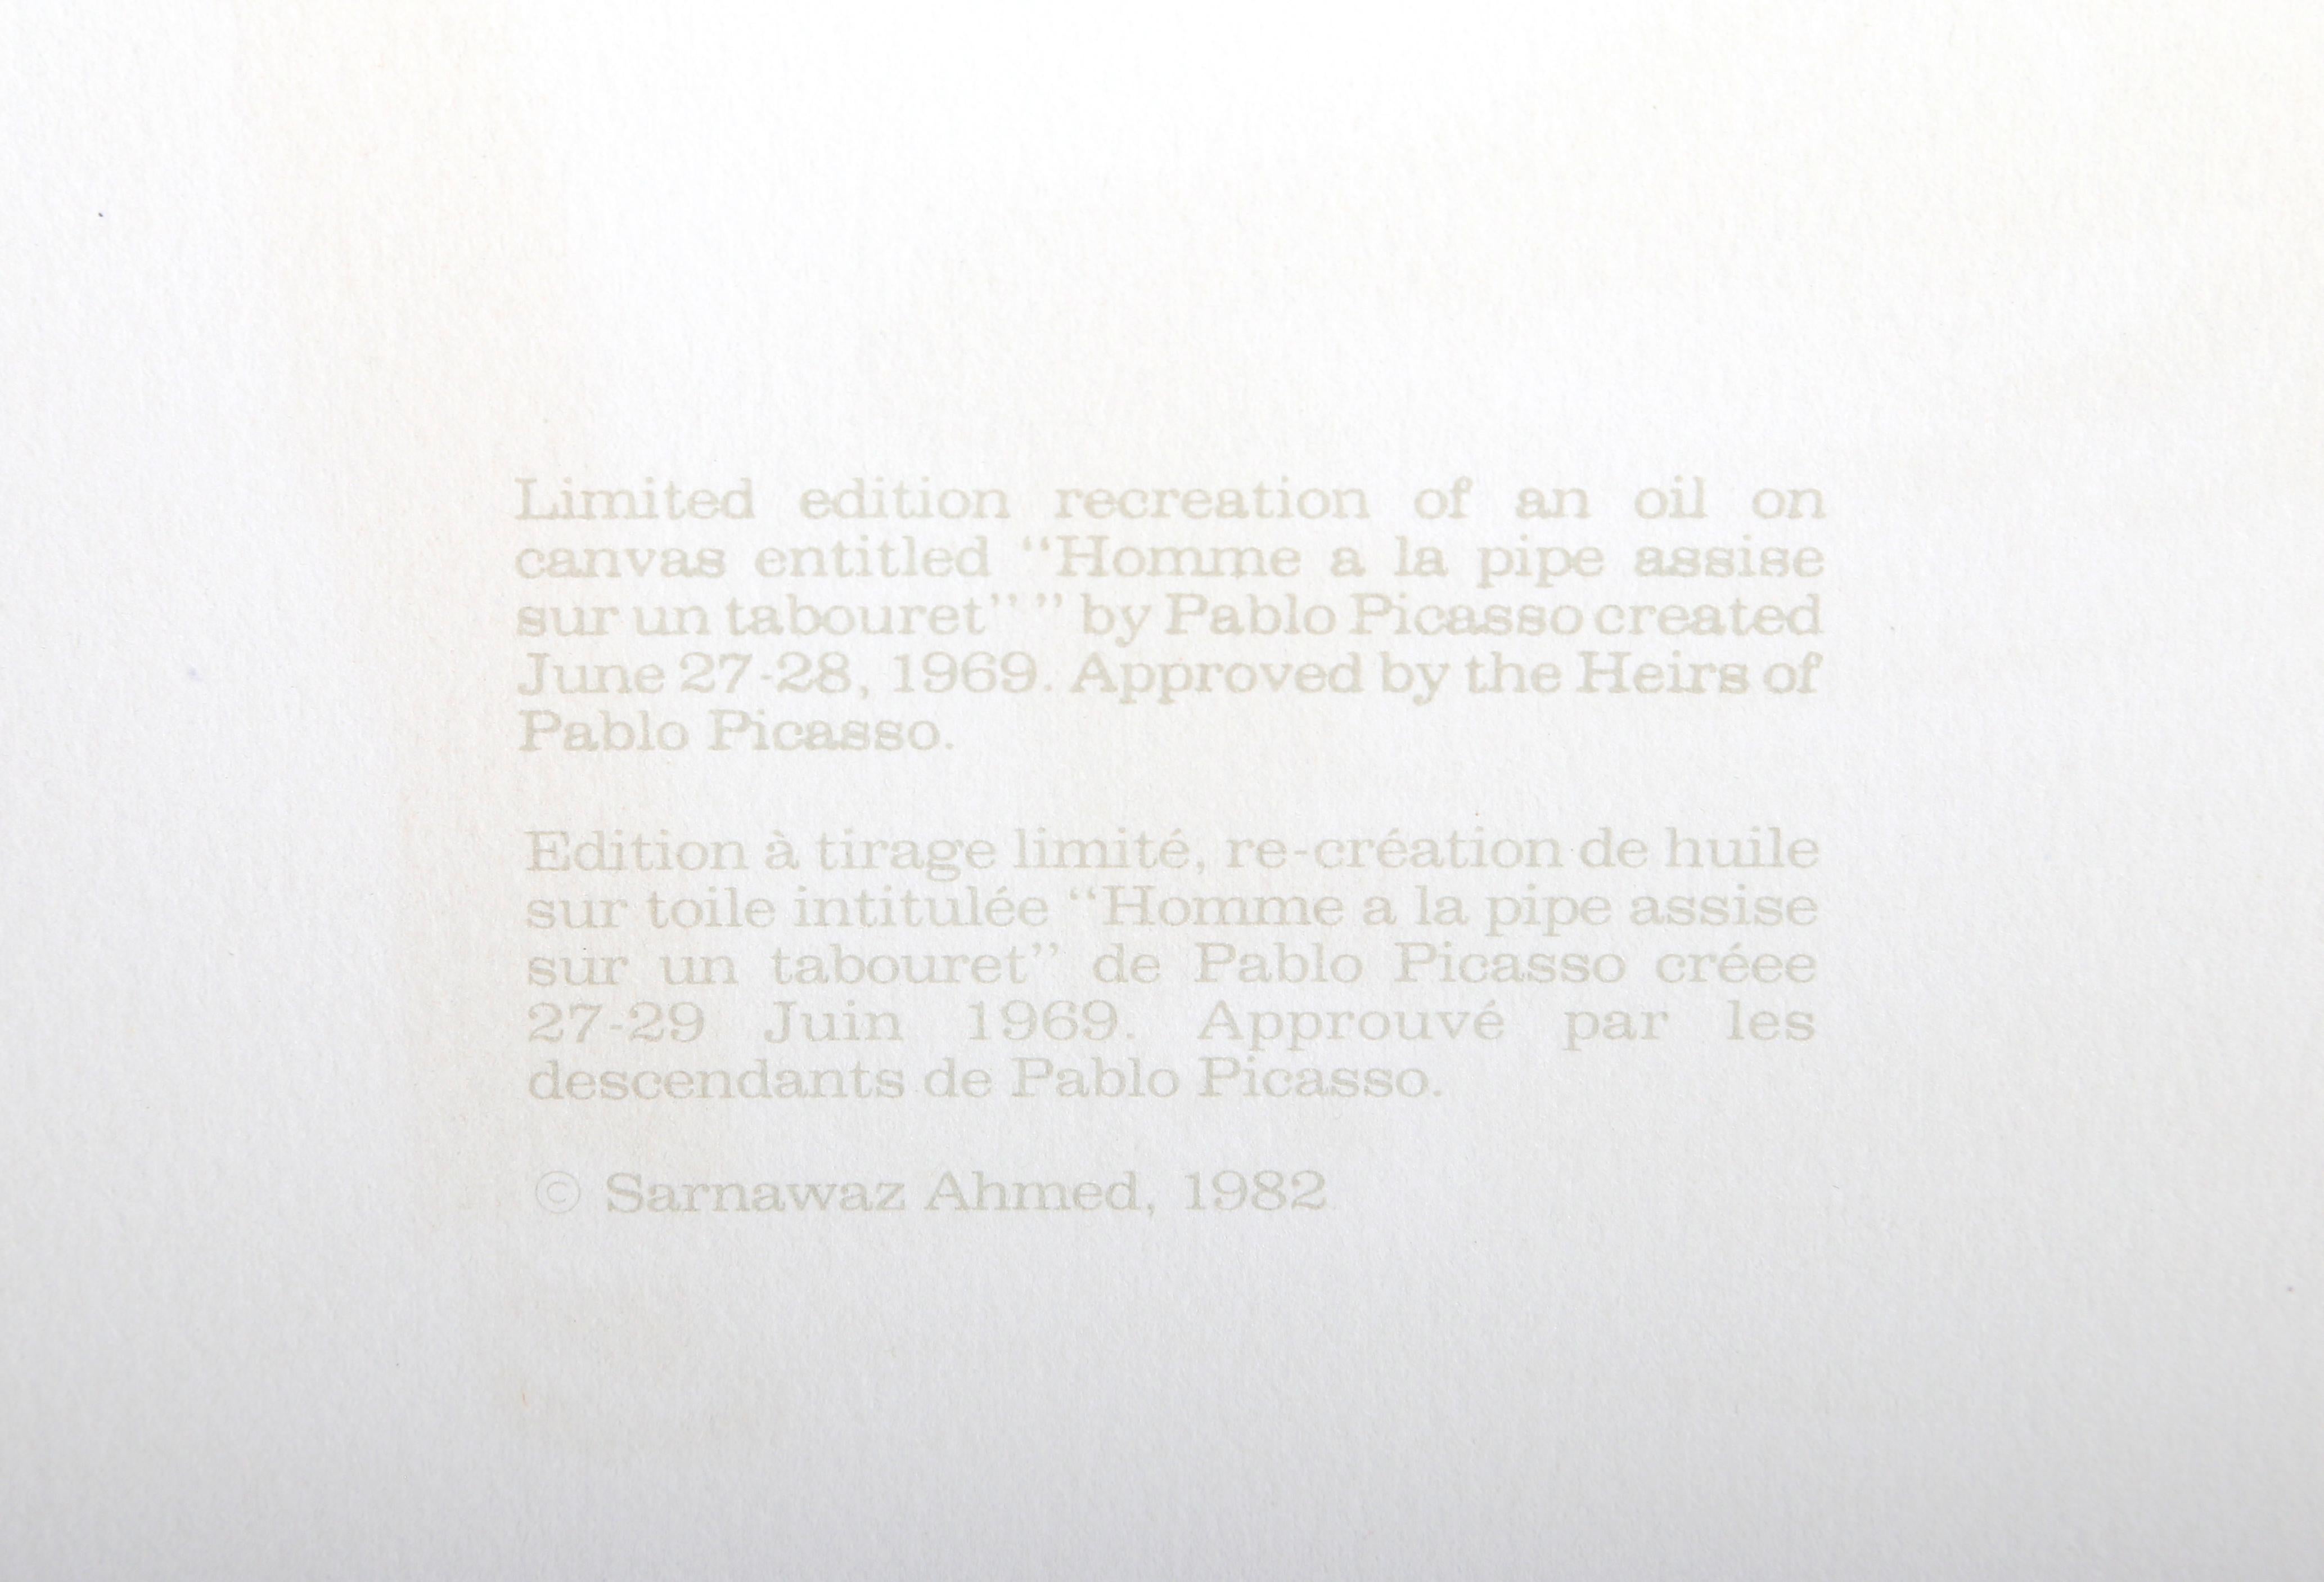 Limited edition recreation of an oil on
canvas entitled “Homme a la pipe assise
sur un tabouret” ” by Pablo Picasso created
June 27-28, 1969. Approved by the Heirs of
Pablo Picasso.
Edition à tirage limité, re-création de huile
sur toile intitulée “Homme a la pipe assise
sur un tabouret” de Pablo Picasso créee
27-29 Juin 1969. Approuvé par les
descendants de Pablo Picasso.
© Sarnawaz Ahmed, 1982